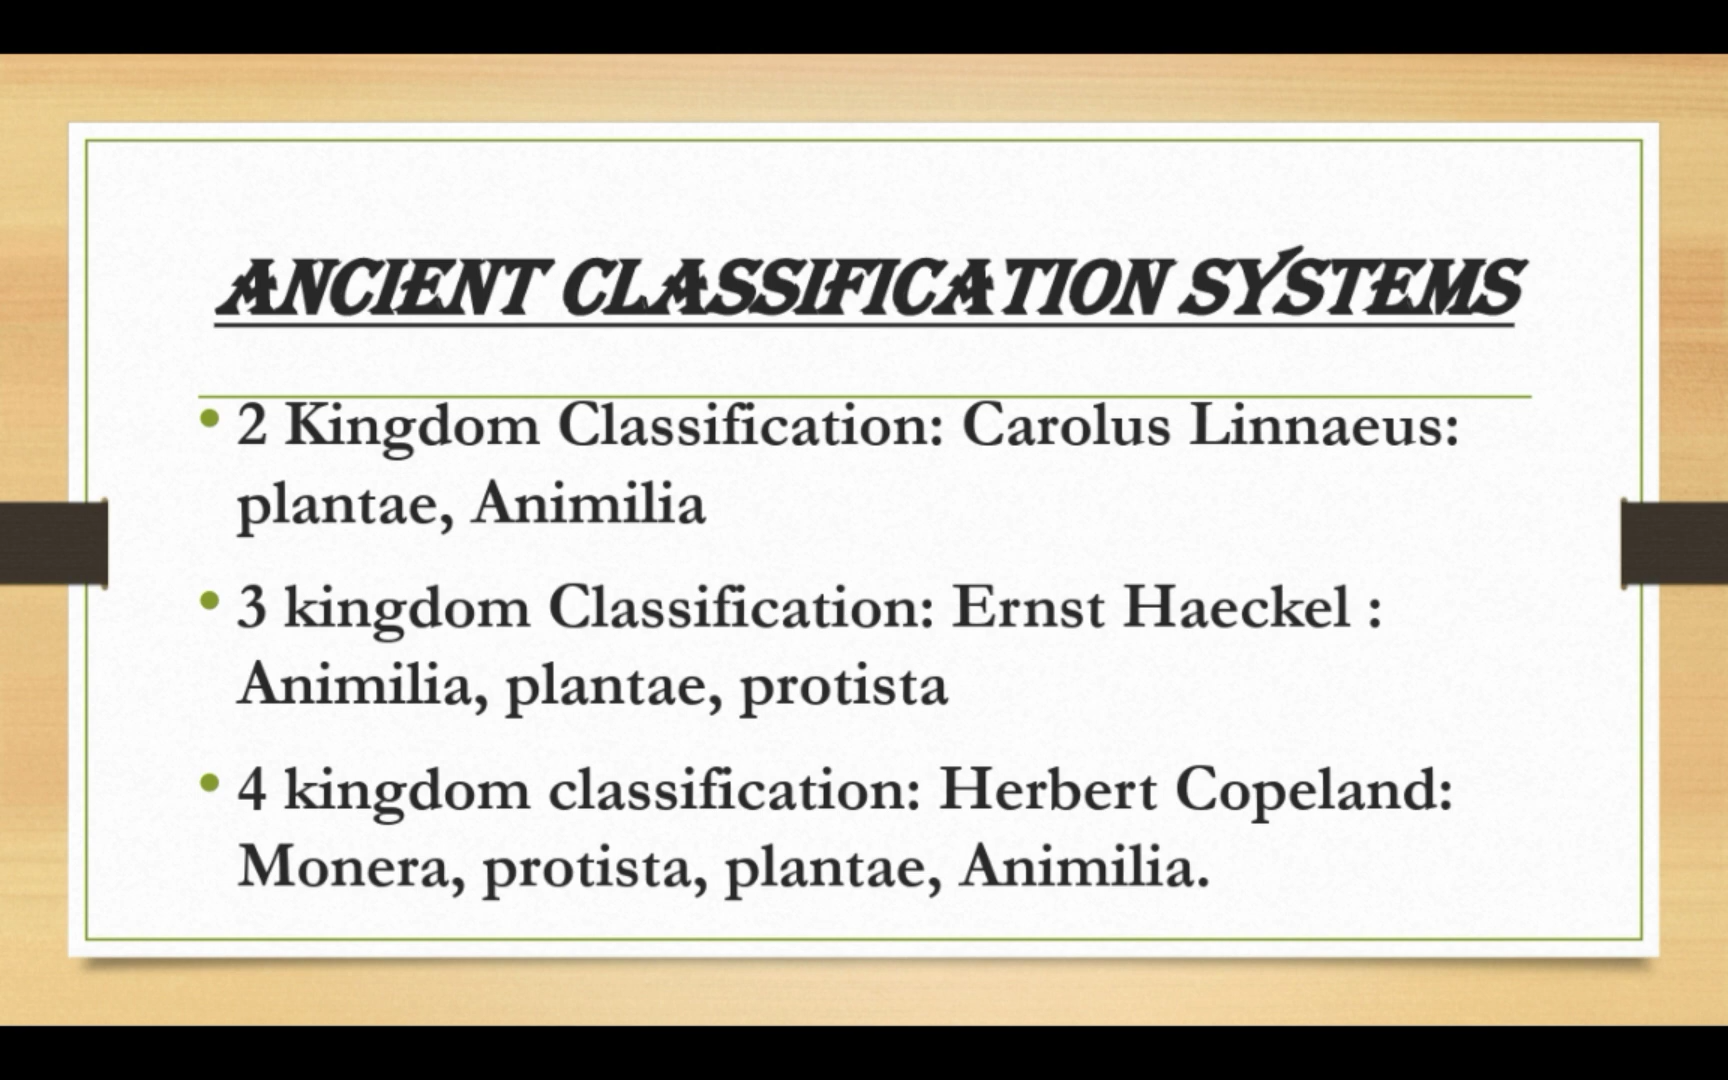 ANCIENT CLASSIFICATION SYSTEMS
• 2 Kingdom Classification: Carolus Linnaeus:
plantae, Animilia
• 3 kingdom Classification: Ernst Haeckel :
Animilia, plantae, protista
• 4 kingdom classification: Herbert Copeland:
Monera, protista, plantae, Animilia.